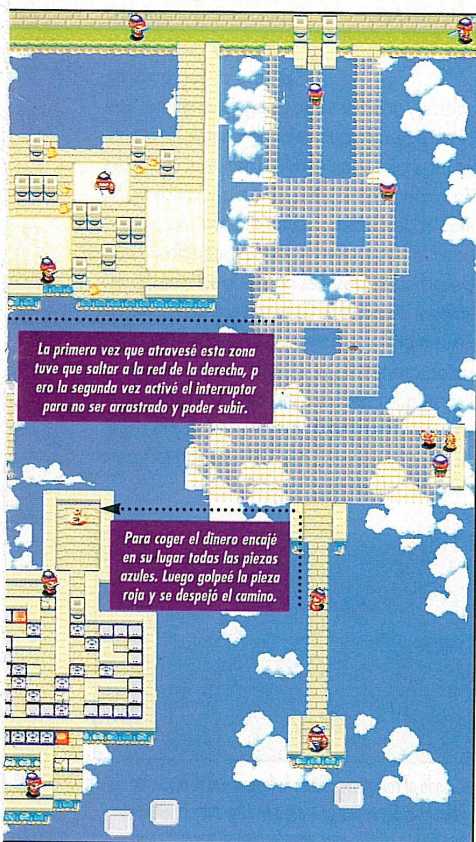 La primera vez que atravesé esta zona
tuve que saltar a la red de la derecha, p
ero la segunda vez activé el interruptor
para no ser arrastrado y poder subir.
Para coger el dinero encajé
en su lugar todas las piezas
azules. Luego golpeé la pieza
roja y se despejó el camino.